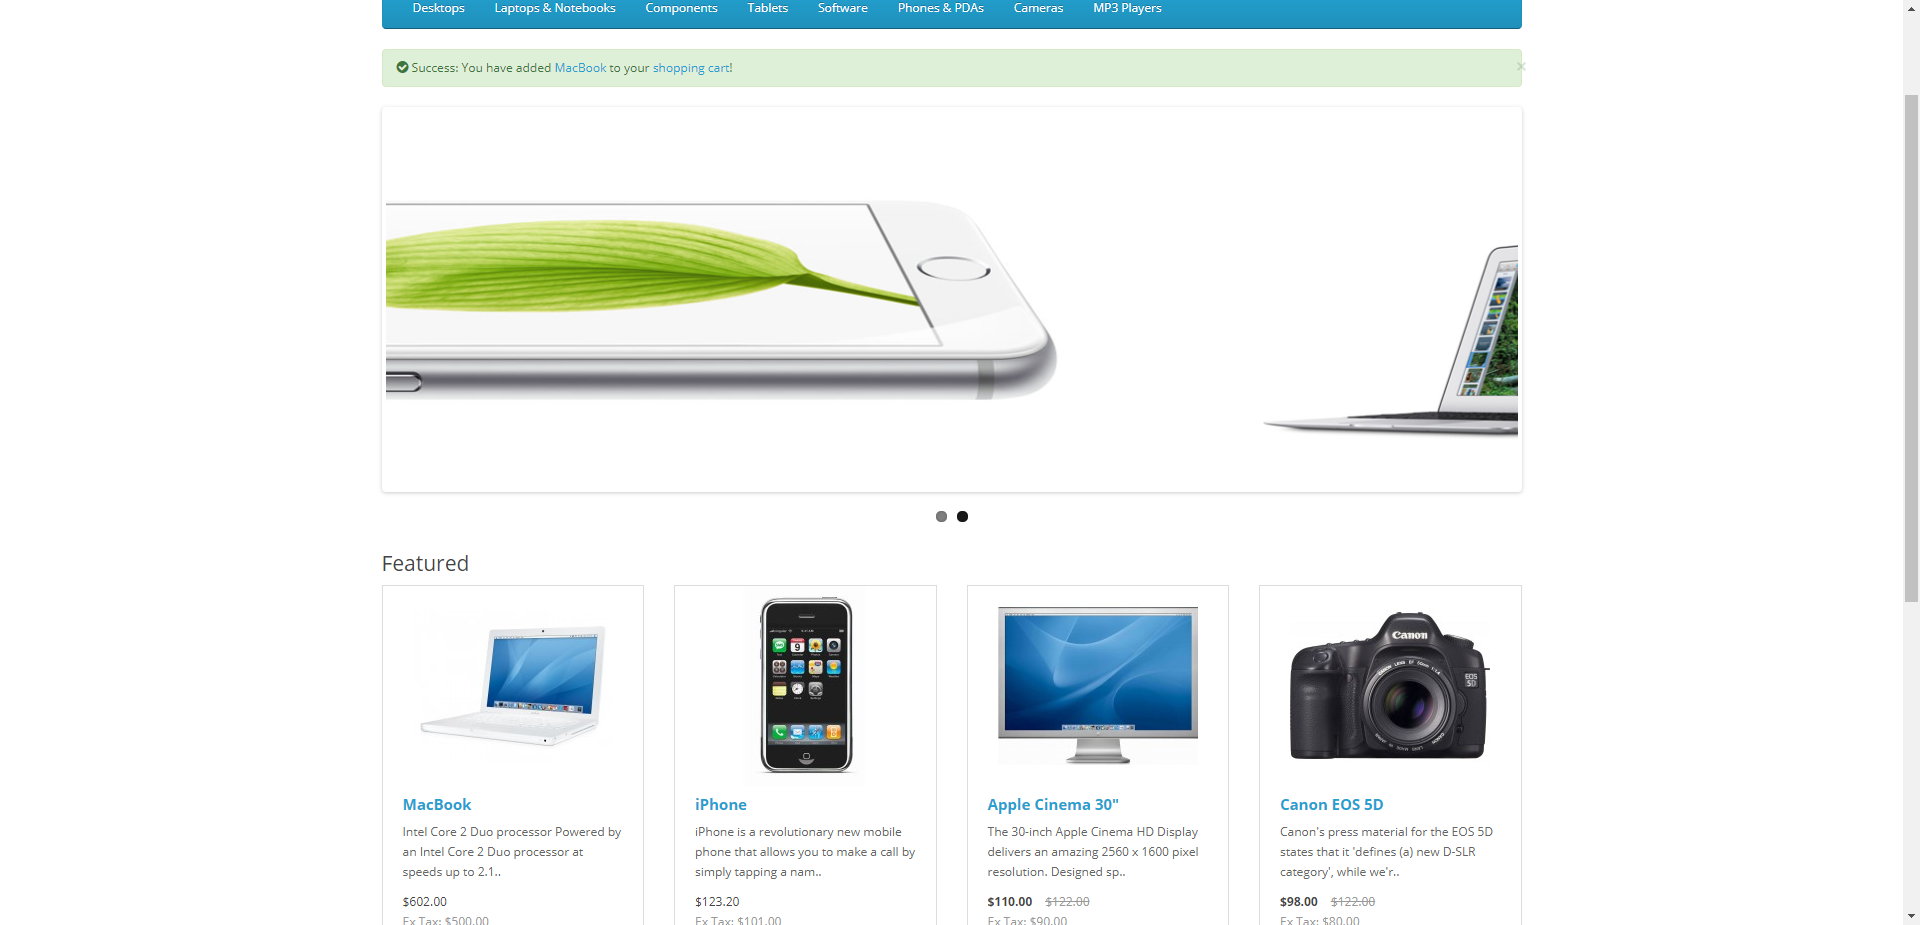 Desktops Laptops & Notebooks Components Tablets Software Phones & PDAs Cameras MP3 Players
Success: You have added MacBook to your shopping cart!
×
Featured
Canon
MacBook
Intel Core 2 Duo processor Powered by
an Intel Core 2 Duo processor at
speeds up to 2.1..
$602.00
Ex Tax: $500.00
iPhone
iPhone is a revolutionary new mobile
phone that allows you to make a call by
simply tapping a nam..
$123.20
Ex Tax: $101.00
Apple Cinema 30"
The 30-inch Apple Cinema HD Display
delivers an amazing 2560 x 1600 pixel
resolution. Designed sp..
$110.00 $122.00
Ex Tax: $90.00
Canon EOS 5D
Canon's press material for the EOS 5D
states that it 'defines (a) new D-SLR
category', while we'r..
$98.00 $122.00
Ex Tax: $80.00